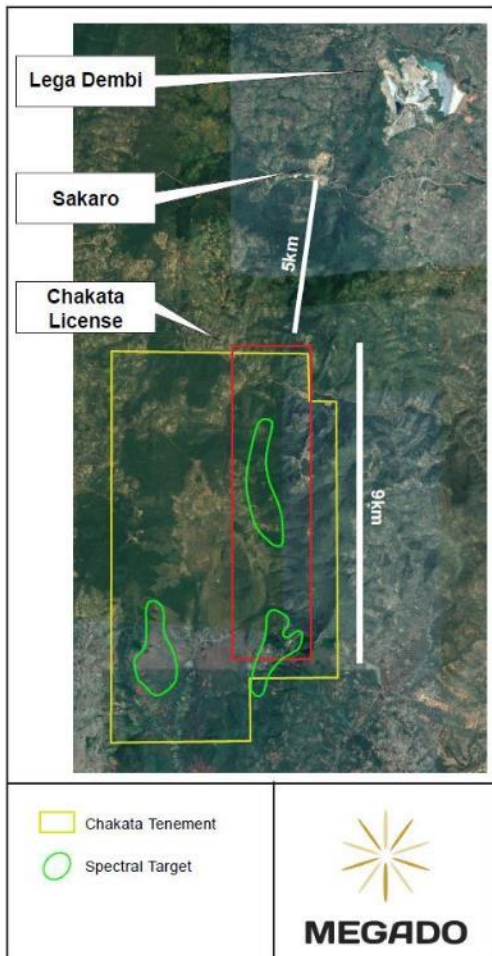 Lega Dembi
Sakaro
5km
Chakata
License
9km
Chakata Tenement
Spectral Target
MEGADO